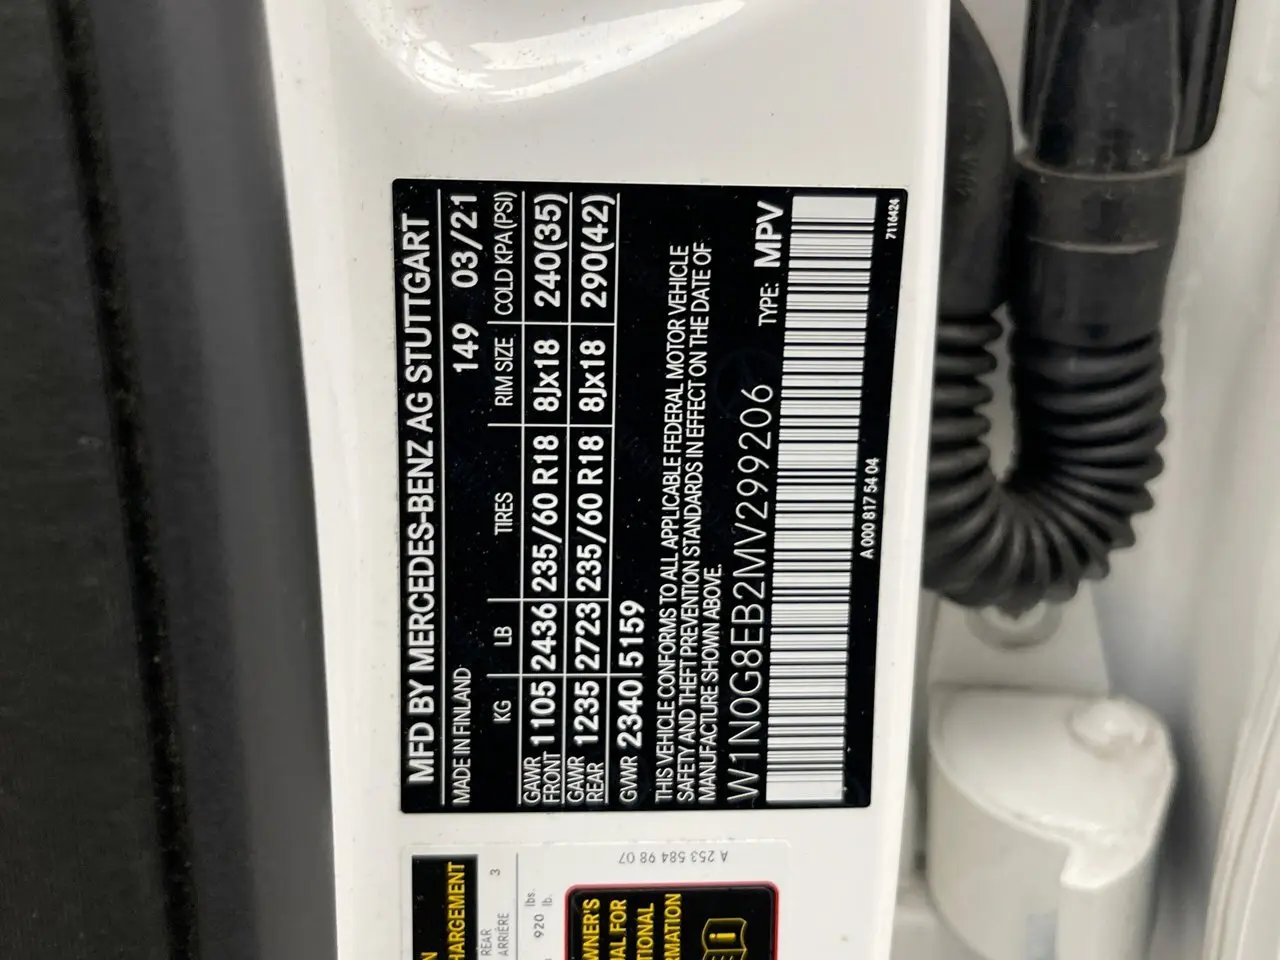 MFD BY MERCEDES-BENZ AG STUTTGART
MADE IN FINLAND 149 03/21
KG LB TIRES RIM SIZE COLD KPA (PSI)
GAWR FRONT 1105 2436 235/60 R18 8Jx18 240(35)
GAWR REAR 1235 2723 235/60 R18 8Jx18 290(42)
GVWR 2340 5159
THIS VEHICLE CONFORMS TO ALL APPLICABLE FEDERAL MOTOR VEHICLE
SAFETY AND THEFT PREVENTION STANDARDS IN EFFECT ON THE DATE OF
MANUFACTURE SHOWN ABOVE.
W1N0G8EB2MV299206 TYPE: MPV
A 000 817 54 04
7116424
A 253 584 98 07
REAR
ARRIÈRE 3
920 lbs.
lb.